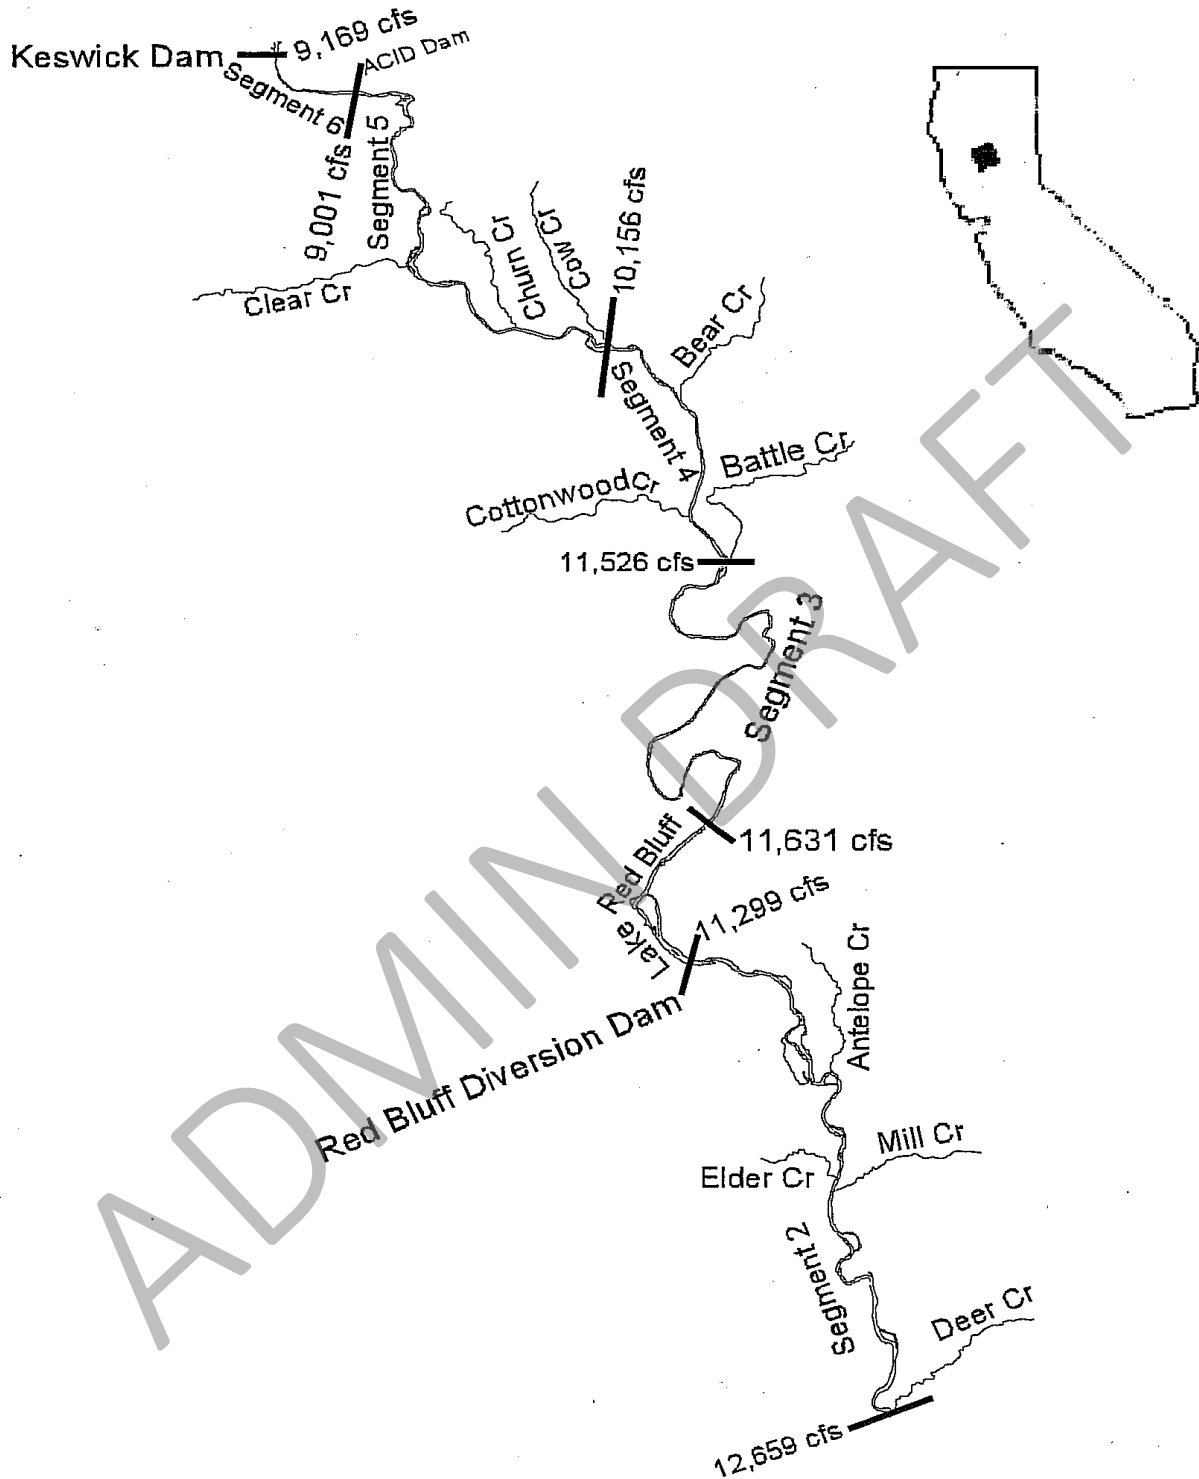 Keswick Dam
9,169 cfs
ACID Dam
Segment 6
9,001 cfs
Segment 5
Clear Cr
Churn Cr
Cow Cr
10,156 cfs
Bear Cr
Segment 4
Battle Cr
Cottonwood Cr
11,526 cfs
Segment 3
11,631 cfs
Lake Red Bluff
11,299 cfs
Red Bluff Diversion Dam
Antelope Cr
Mill Cr
Elder Cr
Segment 2
Deer Cr
12,659 cfs
ADMIN DRAFT